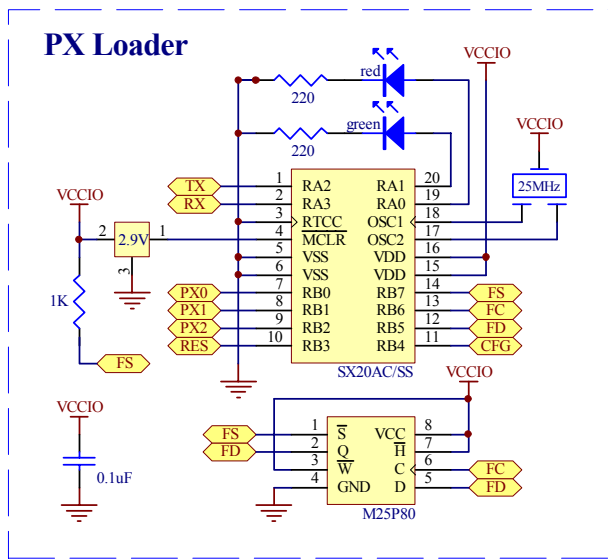 PX Loader
VCCIO
red
220
green
220
VCCIO
25MHz
TX 1 RA2 RA1 20
RX 2 RA3 RA0 19
3 RTCC OSC1 18
4 MCLR OSC2 17
5 VSS VDD 16
6 VSS VDD 15
PX0 7 RB0 RB7 14 FS
PX1 8 RB1 RB6 13 FC
PX2 9 RB2 RB5 12 FD
RES 10 RB3 RB4 11 CFG
SX20AC/SS
VCCIO
2 2.9V 1
3
1K
FS
VCCIO
0.1uF
VCCIO
FS 1 S VCC 8
FD 2 Q H 7
3 W C 6 FC
4 GND D 5 FD
M25P80